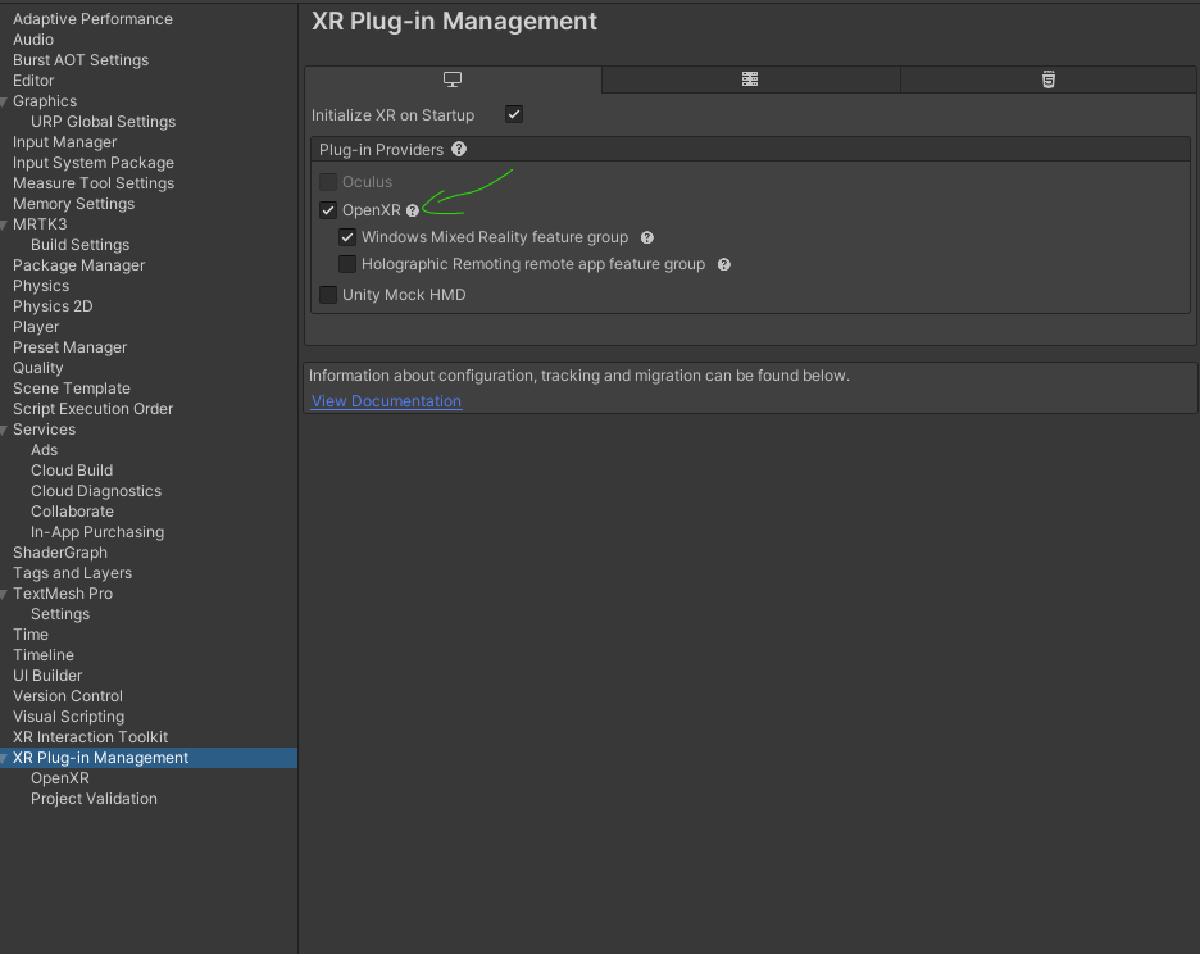 Adaptive Performance
Audio
Burst AOT Settings
Editor
Graphics
URP Global Settings
Input Manager
Input System Package
Measure Tool Settings
Memory Settings
MRTK3
Build Settings
Package Manager
Physics
Physics 2D
Player
Preset Manager
Quality
Scene Template
Script Execution Order
Services
Ads
Cloud Build
Cloud Diagnostics
Collaborate
In-App Purchasing
ShaderGraph
Tags and Layers
TextMesh Pro
Settings
Time
Timeline
UI Builder
Version Control
Visual Scripting
XR Interaction Toolkit
XR Plug-in Management
OpenXR
Project Validation
XR Plug-in Management
Initialize XR on Startup
Plug-in Providers
Oculus
OpenXR
Windows Mixed Reality feature group
Holographic Remoting remote app feature group
Unity Mock HMD
Information about configuration, tracking and migration can be found below.
View Documentation